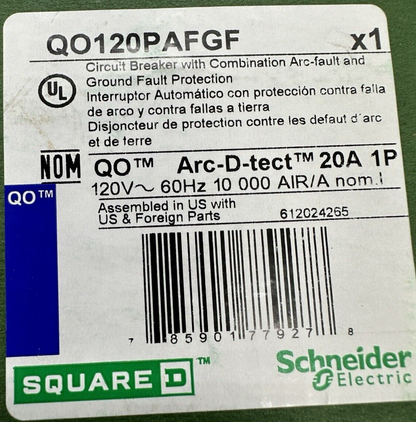 QO120PAFGF x1
Circuit Breaker with Combination Arc-fault and
Ground Fault Protection
Interruptor Automático con protección contra falla
de arco y contra fallas a tierra
Disjoncteur de protection contre les defaut d'arc
et de terre
UL
NOM QO™ Arc-D-tect™ 20A 1P
120V~ 60Hz 10 000 AIR/A nom.I
QO™
Assembled in US with
US & Foreign Parts 612024265
7 85901 77927 8
SQUARE D™
Schneider
Electric